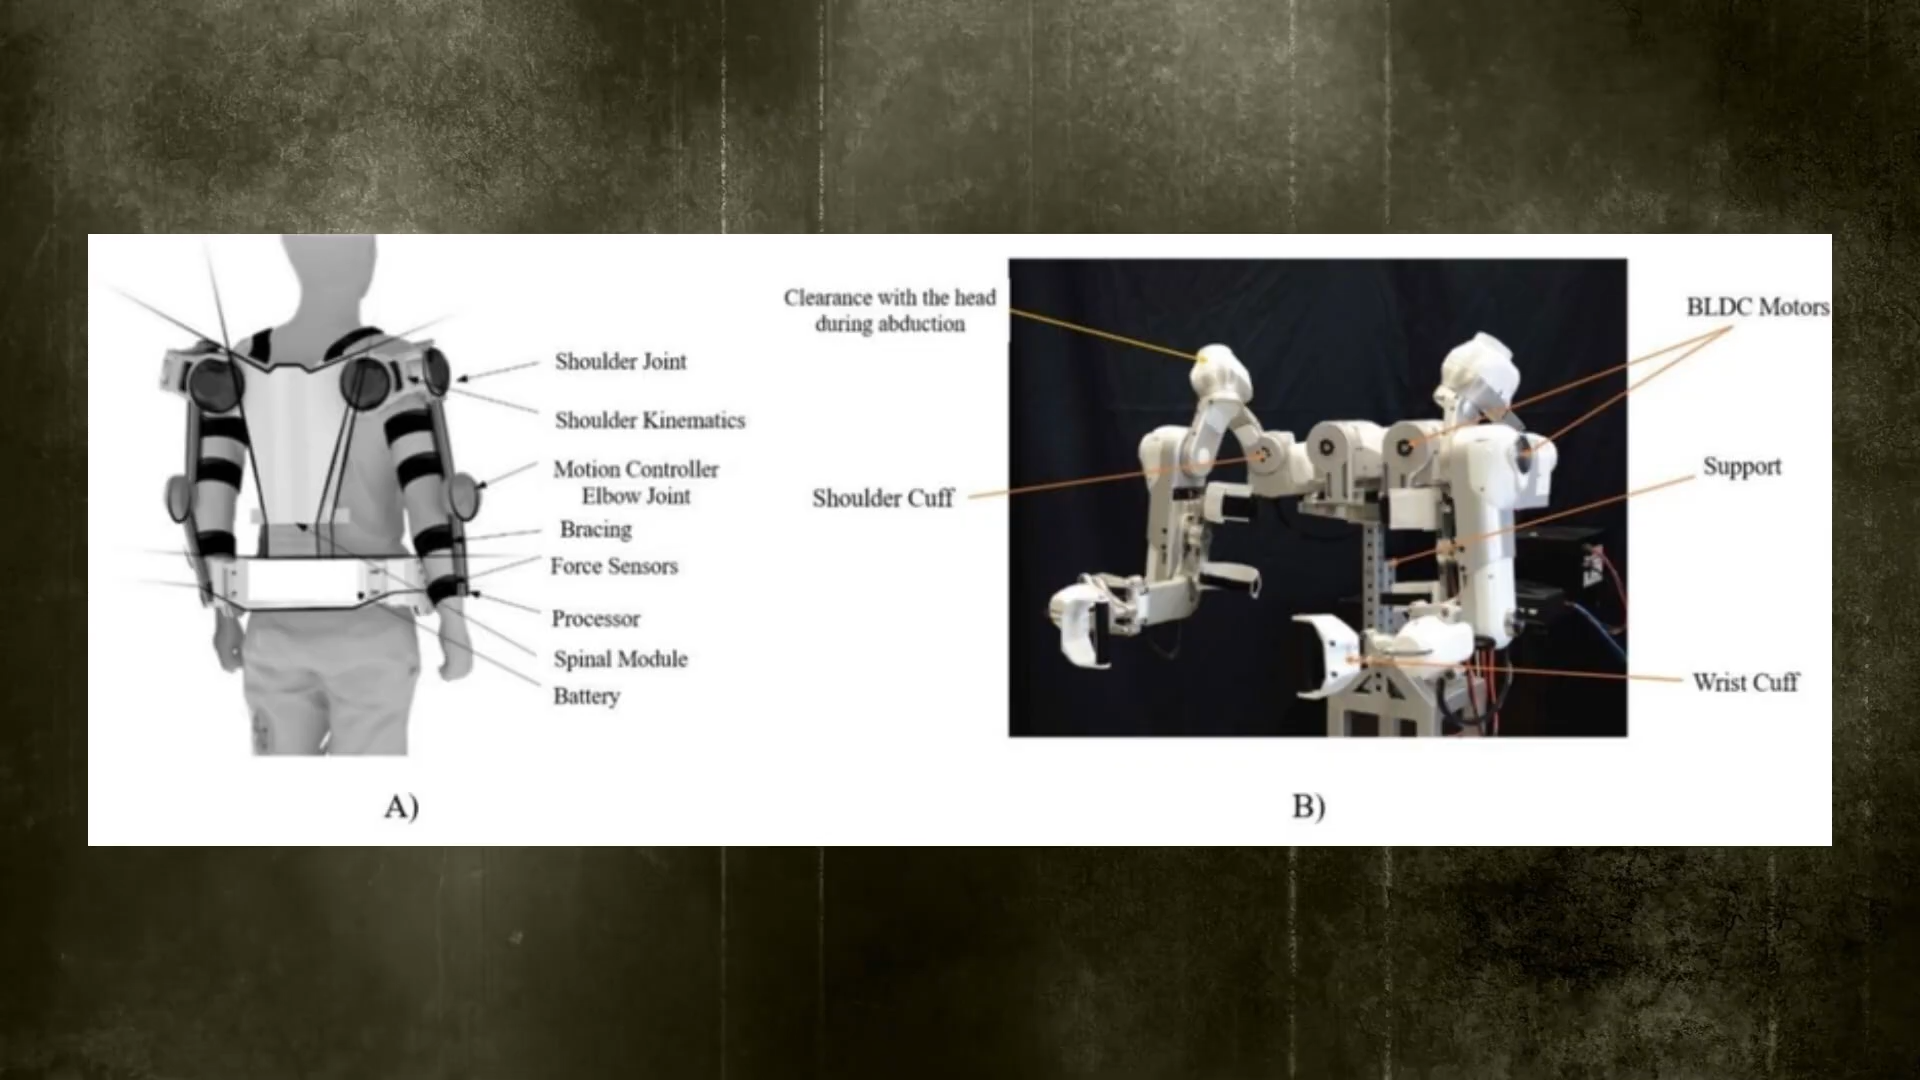 Shoulder Joint
Shoulder Kinematics
Motion Controller
Elbow Joint
Bracing
Force Sensors
Processor
Spinal Module
Battery
A)
Clearance with the head
during abduction
Shoulder Cuff
BLDC Motors
Support
Wrist Cuff
B)